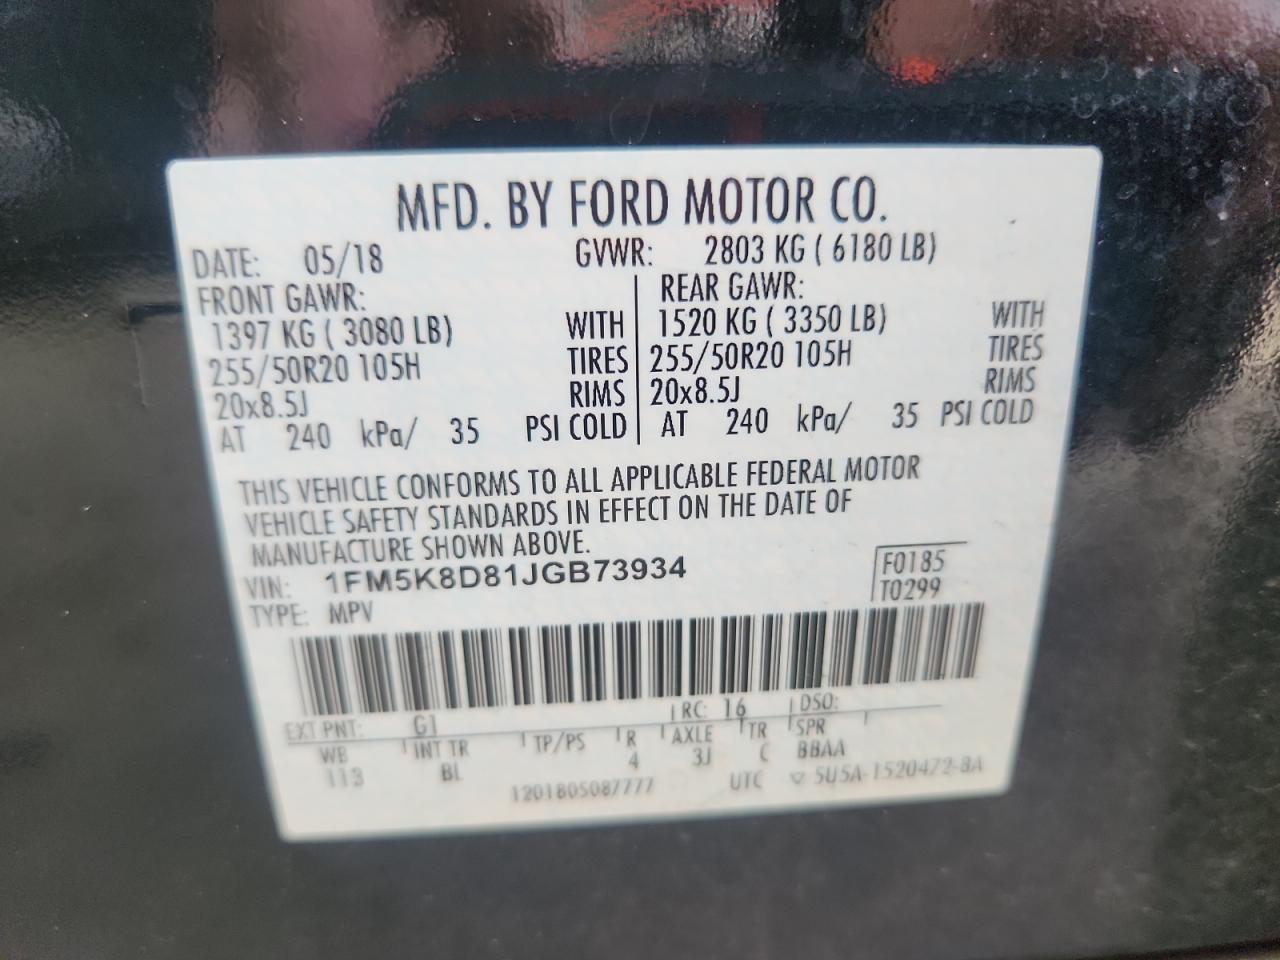 MFD. BY FORD MOTOR CO.
DATE: 05/18 GVWR: 2803 KG ( 6180 LB)
FRONT GAWR: REAR GAWR:
1397 KG ( 3080 LB) WITH 1520 KG ( 3350 LB) WITH
255/50R20 105H TIRES 255/50R20 105H TIRES
20x8.5J RIMS 20x8.5J RIMS
AT 240 kPa/ 35 PSI COLD AT 240 kPa/ 35 PSI COLD
THIS VEHICLE CONFORMS TO ALL APPLICABLE FEDERAL MOTOR
VEHICLE SAFETY STANDARDS IN EFFECT ON THE DATE OF
MANUFACTURE SHOWN ABOVE.
VIN: 1FM5K8D81JGB73934 F0185
TYPE: MPV T0299
EXT PNT: G1 RC: 16 DSO:
WB INT TR TP/PS R AXLE TR SPR
113 BL 4 3J C BBAA
1201805087777 UTC 5U5A-1520472-BA